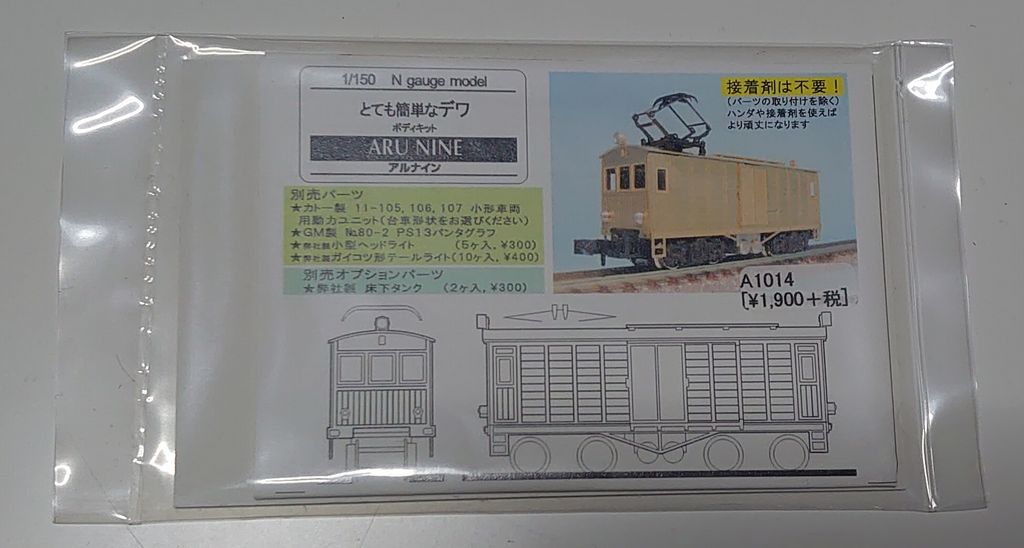 1/150 N gauge model
とても簡単なデワ
ボディキット
ARU NINE
アルナイン
別売パーツ
★カトー製 11-105, 106, 107 小形車両
用動力ユニット(台車形状をお選びください)
★GM製 №80-2 PS13パンタグラフ
★弊社製小型ヘッドライト (5ヶ入, ¥300)
★弊社製ガイコツ形テールライト(10ヶ入, ¥400)
別売オプションパーツ
★弊社製 床下タンク (2ヶ入, ¥300)
接着剤は不要！
(パーツの取り付けを除く)
ハンダや接着剤を使えば
より頑丈になります
A1014
[¥1,900+税]